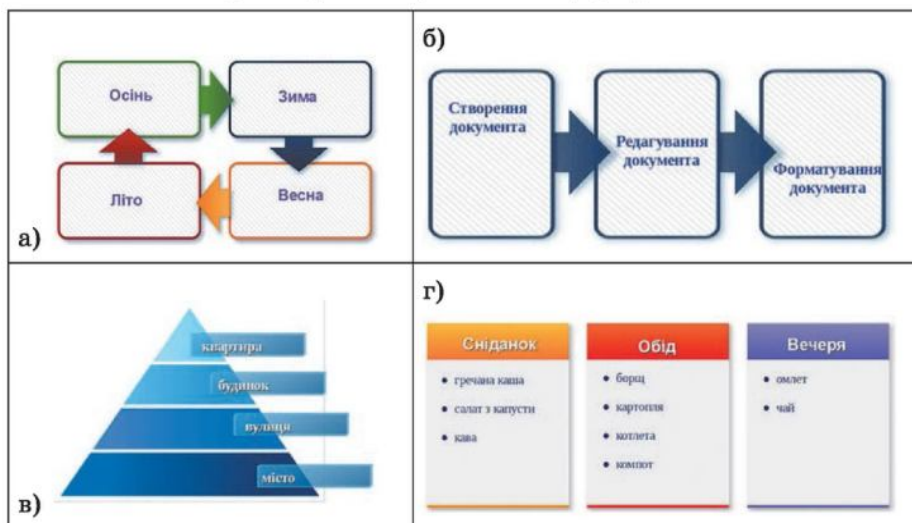 а)
Осінь
Зима
Весна
Літо
б)
Створення
документа
Редагування
документа
Форматування
документа
в)
квартира
будинок
вулиця
місто
г)
Сніданок
• гречана каша
• салат з капусти
• кава
Обід
• борщ
• картопля
• котлета
• компот
Вечеря
• омлет
• чай